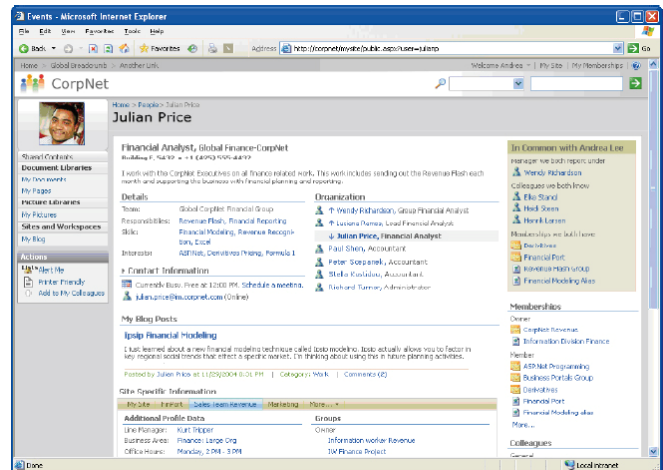 Events - Microsoft Internet Explorer
File Edit View Favorites Tools Help
Back Favorites Address http://corpnet/mysite/public.aspx?user=julianp Go
Home > Global Breadcrumb > Another Link Welcome Andrea | My Site | My Memberships
CorpNet
Home > People > Julian Price
Julian Price
Shared Contents
Document Libraries
My Documents
My Pages
Picture Libraries
My Pictures
Sites and Workspaces
My Blog
Actions
Alert Me
Printer Friendly
Add to My Colleagues
Financial Analyst, Global Finance-CorpNet
Building F, 5432 • +1 (425) 555-4432
I work with the CorpNet Executives on all finance related work. This work includes sending out the Revenue Flash each
month and supporting the business with financial planning and reporting.
Details
Team: Global CorpNet Financial Group
Responsibilities: Revenue Flash, Financial Reporting
Skills: Financial Modeling, Revenue Recogni-
tion, Excel
Interests: ASP.Net, Derivatives Pricing, Formula 1
Contact Information
Currently Busy. Free at 12:00 PM. Schedule a meeting.
julian.price@im.corpnet.com (Online)
Organization
↑ Wendy Richardson, Group Financial Analyst
↑ Luciana Ramos, Lead Financial Analyst
↓ Julian Price, Financial Analyst
Paul Shen, Accountant
Peter Scepanek, Accountant
Stella Kostidou, Accountant
Richard Turner, Administrator
My Blog Posts
Ipsip Financial Modeling
I just learned about a new financial modeling technique called Ipsio modeling. Ipsio actually allows you to factor in
key regional social trends that effect a specific market. I'm thinking about using this in future planning activities.
Posted by Julian Price at 11/29/2004 6:01 PM | Category: Work | Comments (2)
Site Specific Information
My Site FinPort Sales Team Revenue Marketing More...
Additional Profile Data
Line Manager: Kurt Tripper
Business Area: Finance: Large Org
Office Hours: Monday, 2 PM - 3 PM
Groups
Owner
Information worker Revenue
IW Finance Project
In Common with Andrea Lee
Manager we both report under
Wendy Richardson
Colleagues we both know
Elke Stancl
Heidi Steen
Henrik Larsen
Memberships we both have
Derivatives
Financial Port
Revenue Flash Group
Financial Modeling Alias
Memberships
Owner
CorpNet Revenue
Information Division Finance
Member
ASP.Net Programming
Business Portals Group
Derivatives
Financial Port
Financial Modeling alias
More...
Colleagues
General
Done Local intranet